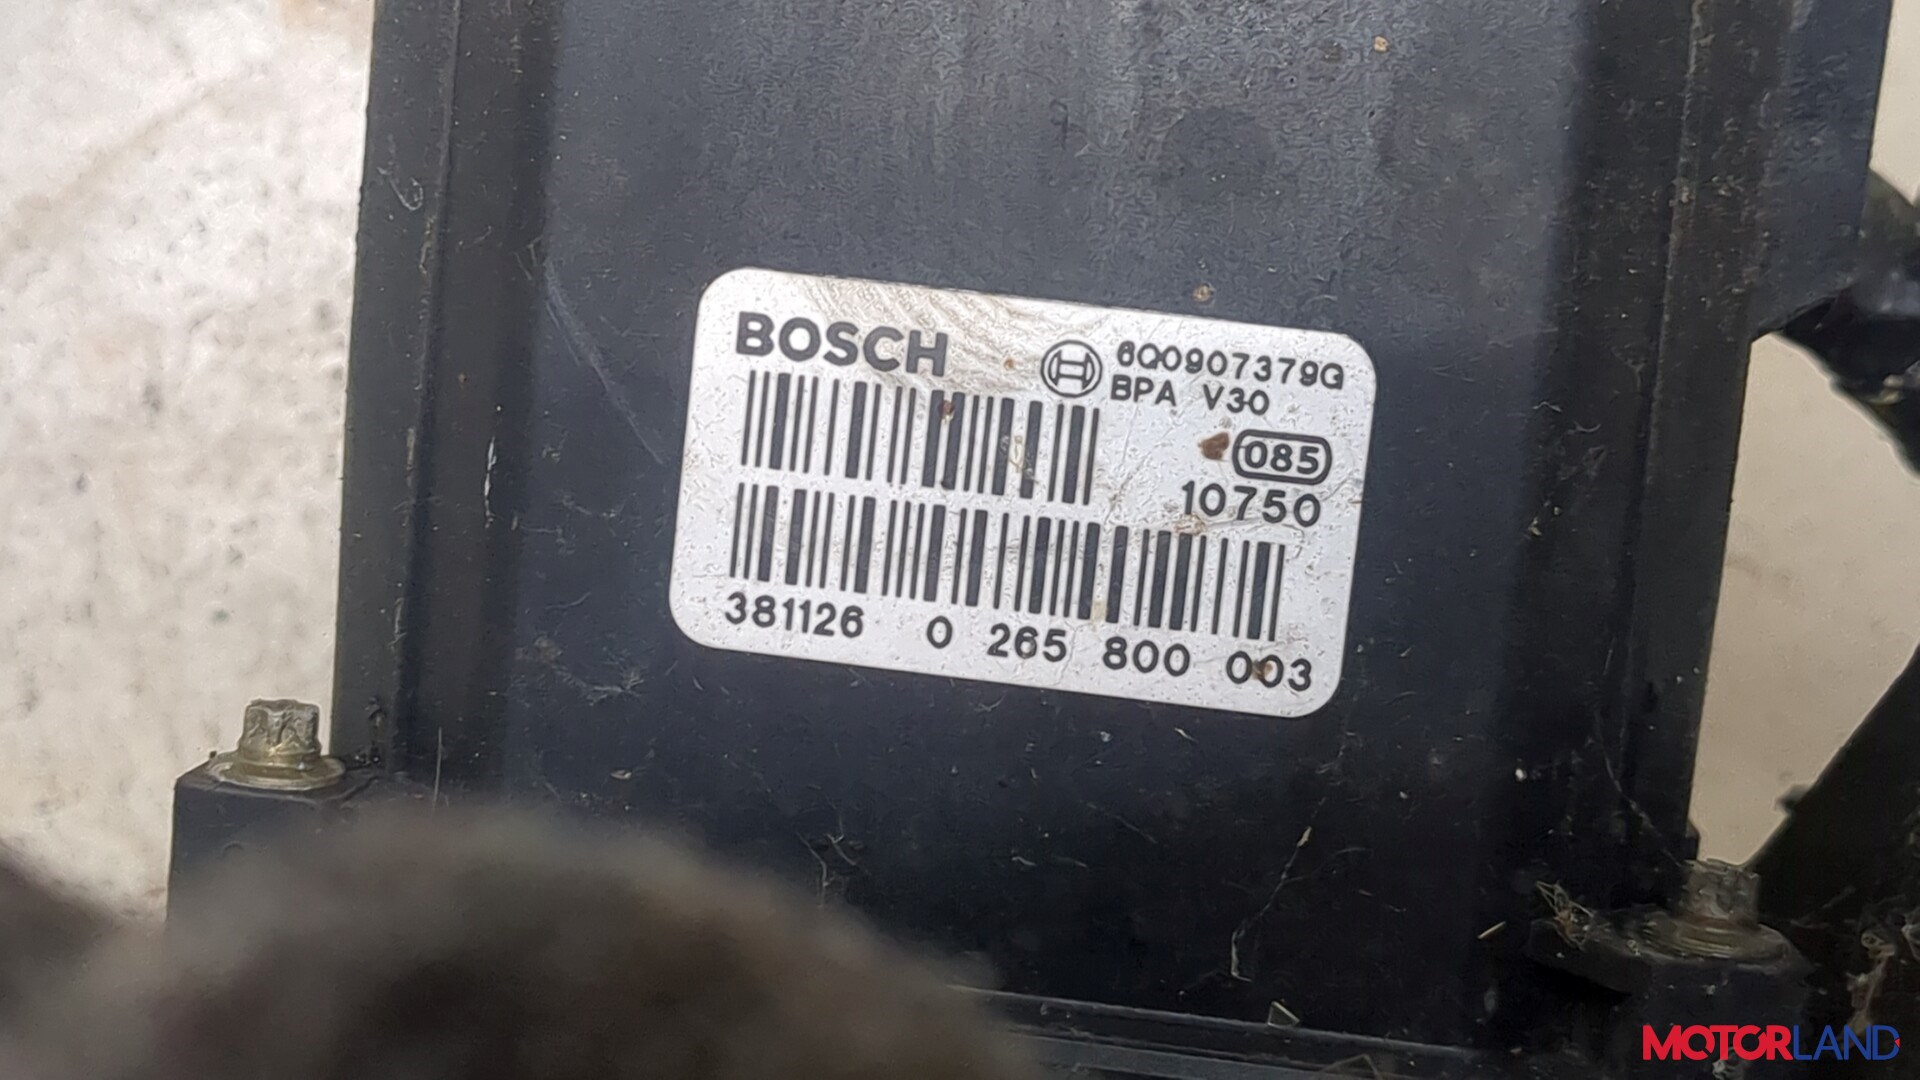 BOSCH
6Q0907379G
BPA V30
085
10750
381126 0 265 800 003
MOTORLAND